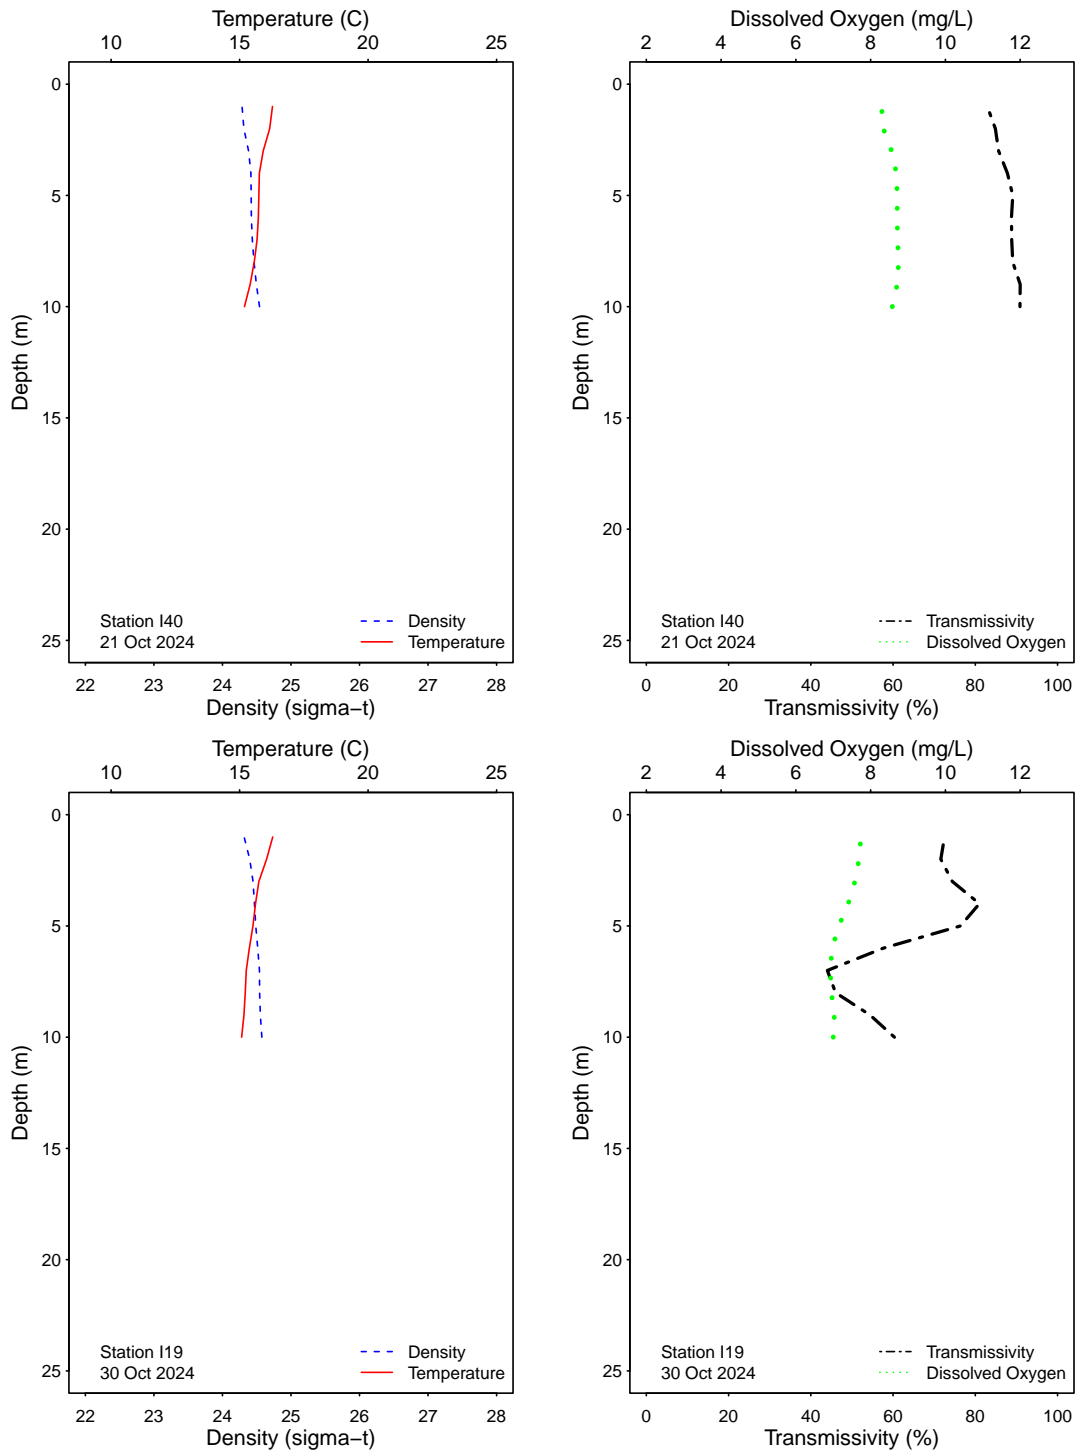 Temperature (C)
10 15 20 25
0
5
10
15
20
25
Depth (m)
Station I40
21 Oct 2024
Density
Temperature
22 23 24 25 26 27 28
Density (sigma−t)
Dissolved Oxygen (mg/L)
2 4 6 8 10 12
0
5
10
15
20
25
Depth (m)
Station I40
21 Oct 2024
Transmissivity
Dissolved Oxygen
0 20 40 60 80 100
Transmissivity (%)
Temperature (C)
10 15 20 25
0
5
10
15
20
25
Depth (m)
Station I19
30 Oct 2024
Density
Temperature
22 23 24 25 26 27 28
Density (sigma−t)
Dissolved Oxygen (mg/L)
2 4 6 8 10 12
0
5
10
15
20
25
Depth (m)
Station I19
30 Oct 2024
Transmissivity
Dissolved Oxygen
0 20 40 60 80 100
Transmissivity (%)